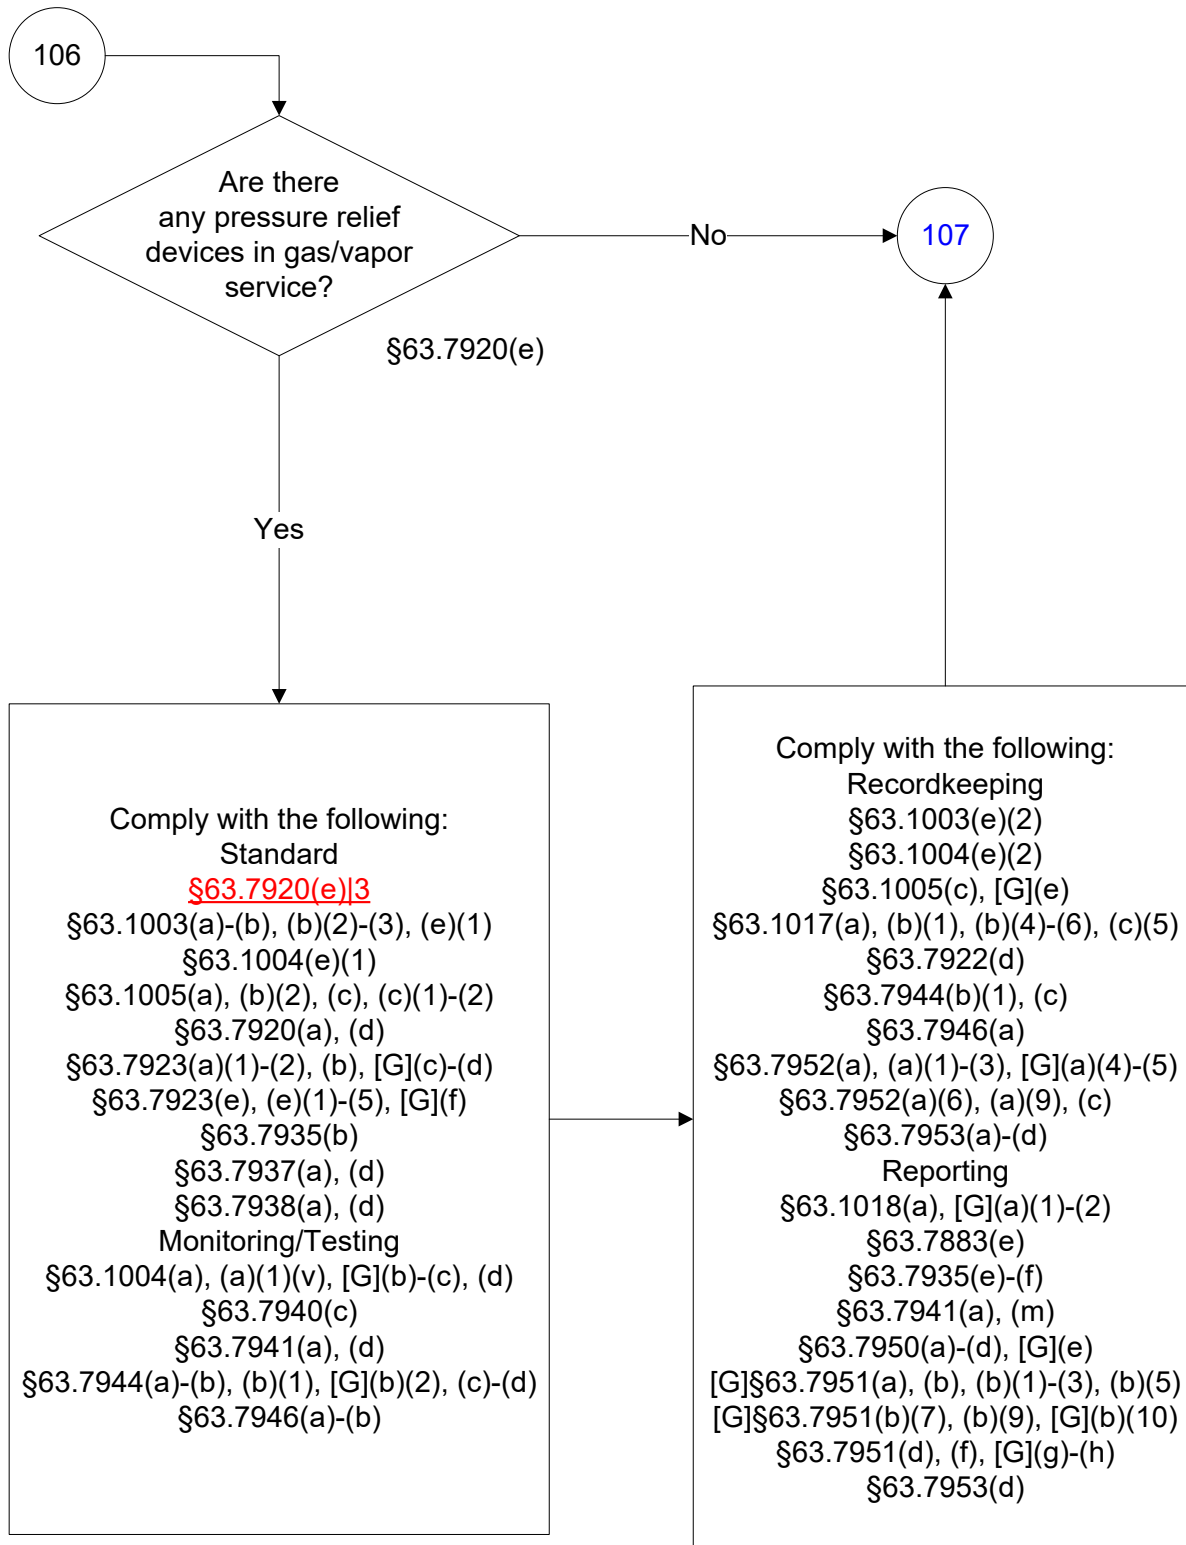 106
Are there
any pressure relief
devices in gas/vapor
service?
No
107
§63.7920(e)
Yes
Comply with the following:
Standard
§63.7920(e)|3
§63.1003(a)-(b), (b)(2)-(3), (e)(1)
§63.1004(e)(1)
§63.1005(a), (b)(2), (c), (c)(1)-(2)
§63.7920(a), (d)
§63.7923(a)(1)-(2), (b), [G](c)-(d)
§63.7923(e), (e)(1)-(5), [G](f)
§63.7935(b)
§63.7937(a), (d)
§63.7938(a), (d)
Monitoring/Testing
§63.1004(a), (a)(1)(v), [G](b)-(c), (d)
§63.7940(c)
§63.7941(a), (d)
§63.7944(a)-(b), (b)(1), [G](b)(2), (c)-(d)
§63.7946(a)-(b)
Comply with the following:
Recordkeeping
§63.1003(e)(2)
§63.1004(e)(2)
§63.1005(c), [G](e)
§63.1017(a), (b)(1), (b)(4)-(6), (c)(5)
§63.7922(d)
§63.7944(b)(1), (c)
§63.7946(a)
§63.7952(a), (a)(1)-(3), [G](a)(4)-(5)
§63.7952(a)(6), (a)(9), (c)
§63.7953(a)-(d)
Reporting
§63.1018(a), [G](a)(1)-(2)
§63.7883(e)
§63.7935(e)-(f)
§63.7941(a), (m)
§63.7950(a)-(d), [G](e)
[G]§63.7951(a), (b), (b)(1)-(3), (b)(5)
[G]§63.7951(b)(7), (b)(9), [G](b)(10)
§63.7951(d), (f), [G](g)-(h)
§63.7953(d)